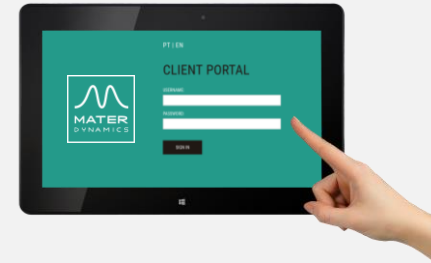 PT | EN
CLIENT PORTAL
USERNAME
PASSWORD
SIGN IN
MATER
DYNAMICS